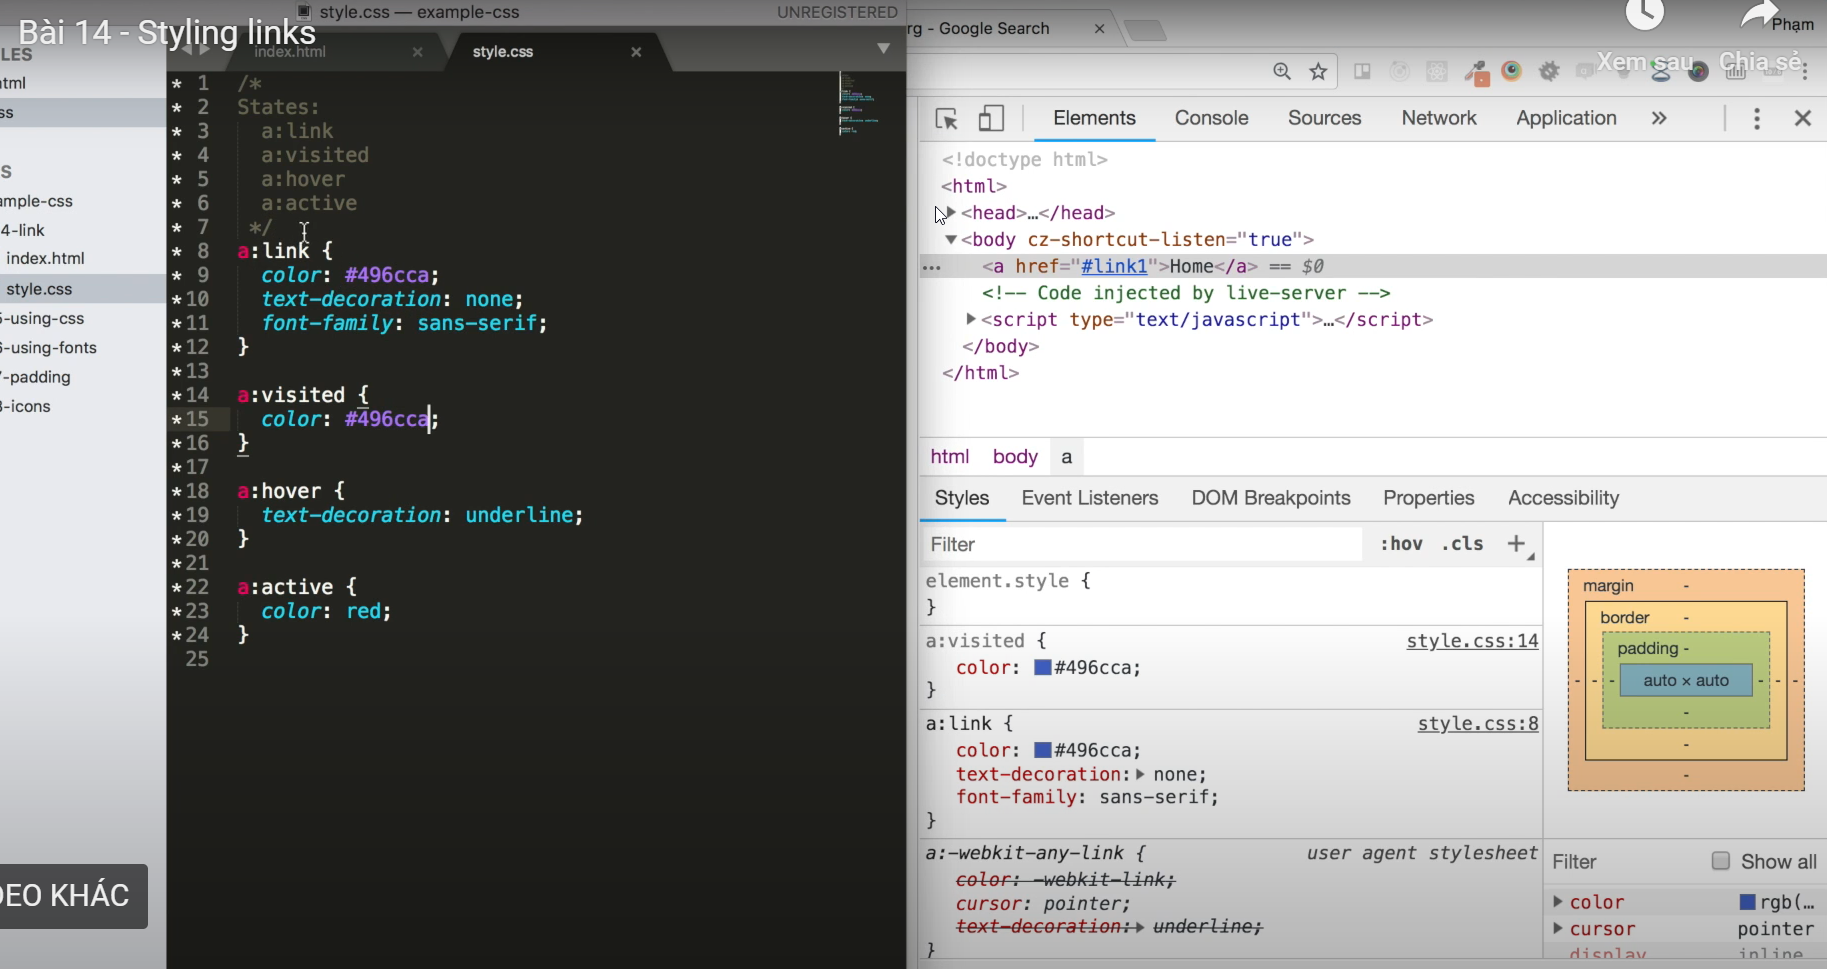 style.css — example-css
UNREGISTERED
Bài 14 - Styling links
index.html
style.css
rg - Google Search
Phạm
Xem sau
Chia sẻ
LES
tml
ss
S
ample-css
4-link
index.html
style.css
5-using-css
6-using-fonts
7-padding
8-icons
DEO KHÁC
* 1 /*
* 2 States:
* 3 a:link
* 4 a:visited
* 5 a:hover
* 6 a:active
* 7 */
* 8 a:link {
* 9 color: #496cca;
*10 text-decoration: none;
*11 font-family: sans-serif;
*12 }
*13
*14 a:visited {
*15 color: #496cca;
*16 }
*17
*18 a:hover {
*19 text-decoration: underline;
*20 }
*21
*22 a:active {
*23 color: red;
*24 }
25
Elements Console Sources Network Application »
<!doctype html>
<html>
<head>…</head>
<body cz-shortcut-listen="true">
… <a href="#link1">Home</a> == $0
<!-- Code injected by live-server -->
<script type="text/javascript">…</script>
</body>
</html>
html body a
Styles Event Listeners DOM Breakpoints Properties Accessibility
Filter :hov .cls +
element.style {
}
a:visited { style.css:14
color: #496cca;
}
a:link { style.css:8
color: #496cca;
text-decoration: none;
font-family: sans-serif;
}
a:-webkit-any-link { user agent stylesheet
color: -webkit-link;
cursor: pointer;
text-decoration: underline;
}
margin -
border -
padding -
- - - auto × auto - - -
-
-
-
Filter Show all
color rgb(…
cursor pointer
display inline